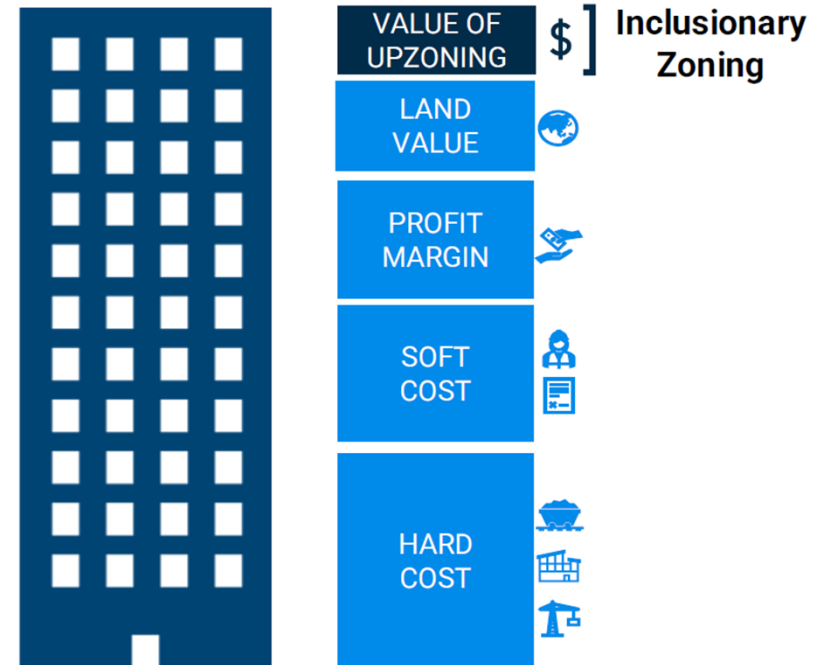 VALUE OF
UPZONING
$
Inclusionary
Zoning
LAND
VALUE
PROFIT
MARGIN
SOFT
COST
HARD
COST